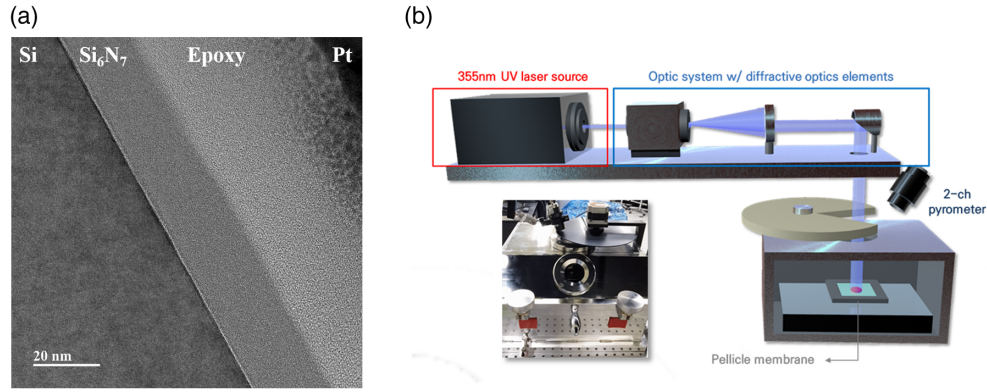 (a)
Si Si₆N₇ Epoxy Pt
20 nm
(b)
355nm UV laser source
Optic system w/ diffractive optics elements
2-ch
pyrometer
Pellicle membrane